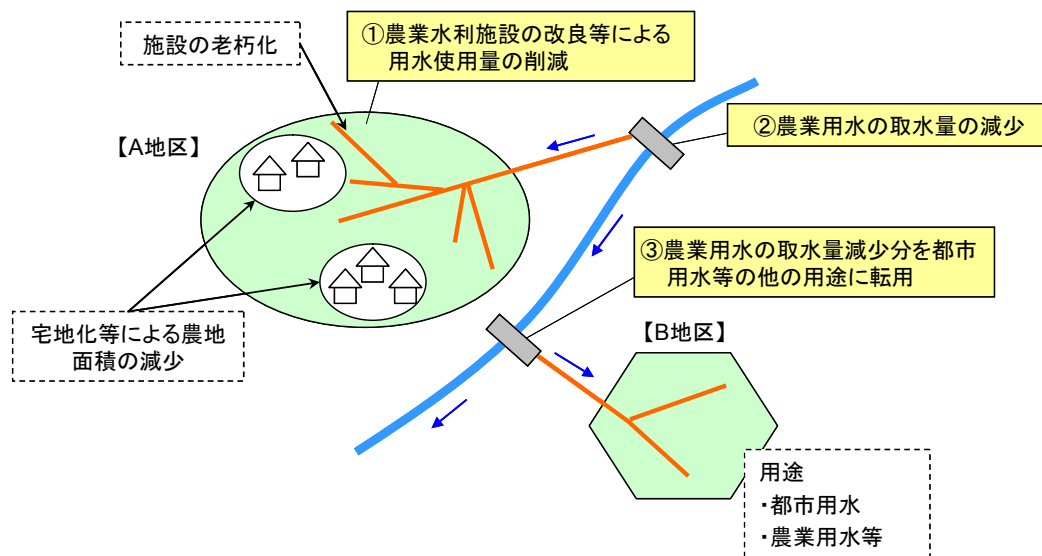 施設の老朽化
①農業水利施設の改良等による
用水使用量の削減
【A地区】
②農業用水の取水量の減少
③農業用水の取水量減少分を都市
用水等の他の用途に転用
宅地化等による農地
面積の減少
【B地区】
用途
・都市用水
・農業用水等